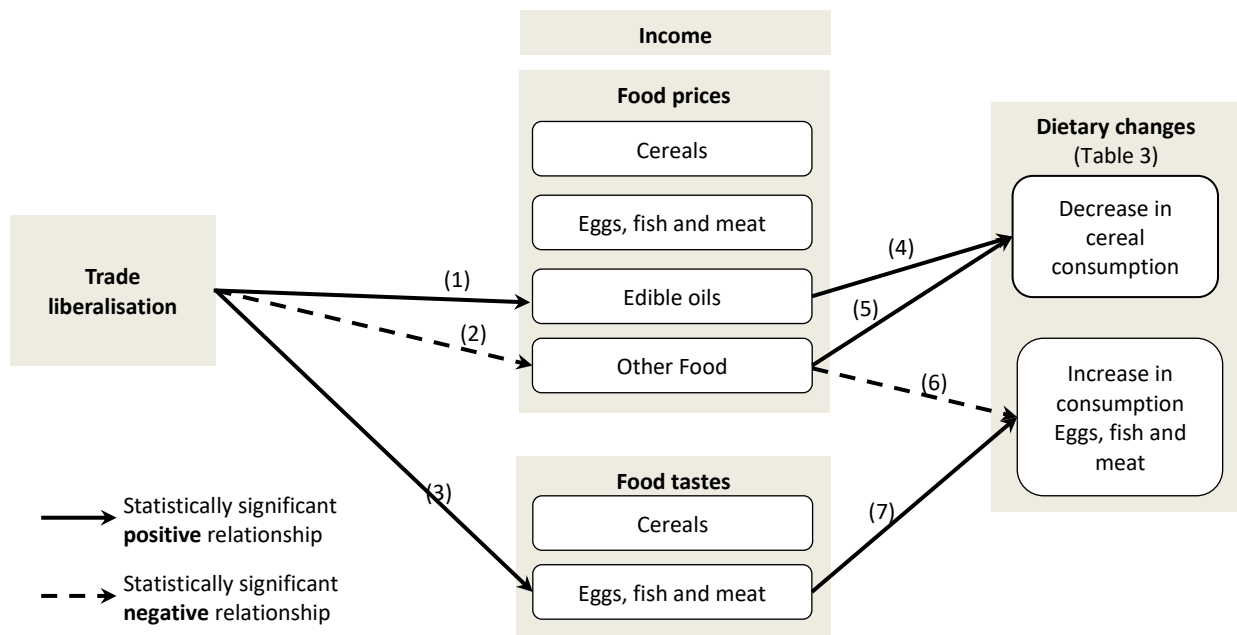 Income
Food prices
Cereals
Eggs, fish and meat
Edible oils
Other Food
Dietary changes
(Table 3)
Decrease in
cereal
consumption
Increase in
consumption
Eggs, fish and
meat
Trade
liberalisation
(1)
(2)
(3)
(4)
(5)
(6)
(7)
Food tastes
Cereals
Eggs, fish and meat
Statistically significant
positive relationship
Statistically significant
negative relationship